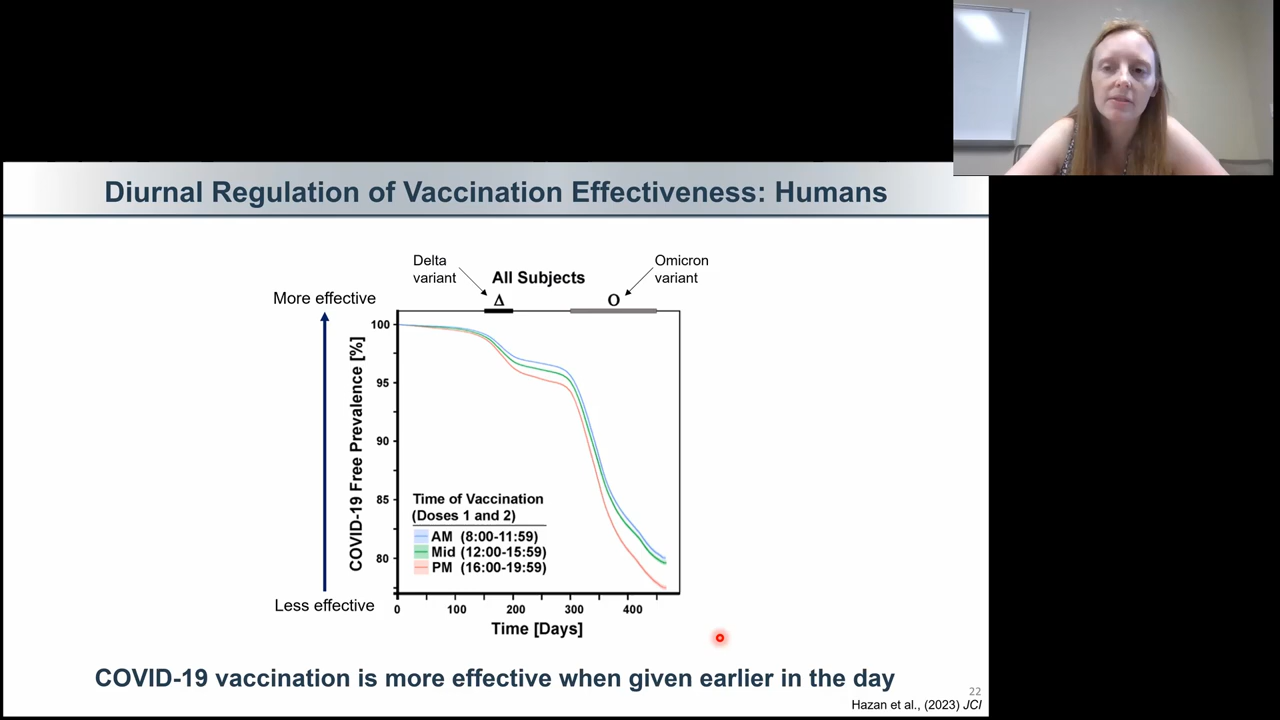 Diurnal Regulation of Vaccination Effectiveness: Humans
Delta
variant
All Subjects
Omicron
variant
Δ
O
More effective
Less effective
COVID-19 Free Prevalence [%]
100
95
90
85
80
Time of Vaccination
(Doses 1 and 2)
AM (8:00-11:59)
Mid (12:00-15:59)
PM (16:00-19:59)
0 100 200 300 400
Time [Days]
COVID-19 vaccination is more effective when given earlier in the day
22
Hazan et al., (2023) JCI